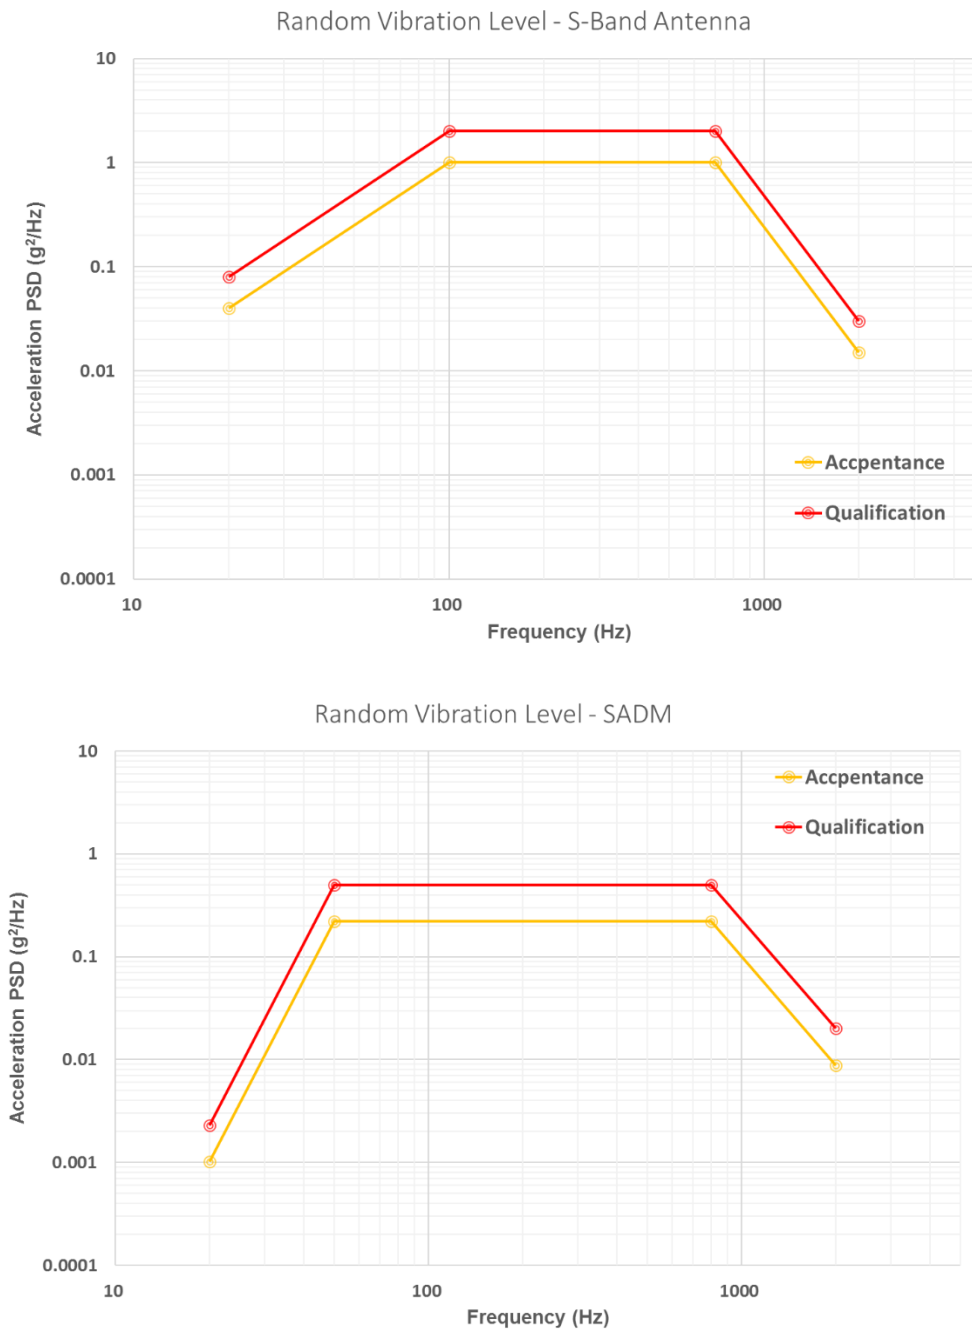 Random Vibration Level - S-Band Antenna
10
1
0.1
0.01
0.001
0.0001
Acceleration PSD (g²/Hz)
Accpentance
Qualification
10
100
1000
Frequency (Hz)
Random Vibration Level - SADM
10
1
0.1
0.01
0.001
0.0001
Acceleration PSD (g²/Hz)
Accpentance
Qualification
10
100
1000
Frequency (Hz)